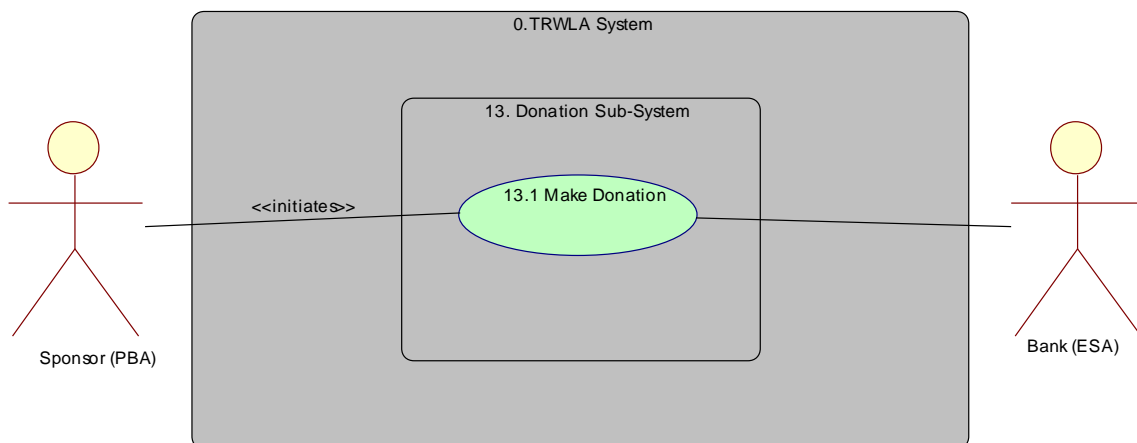 0.TRWLA System
13. Donation Sub-System
13.1 Make Donation
<<initiates>>
Sponsor (PBA)
Bank (ESA)